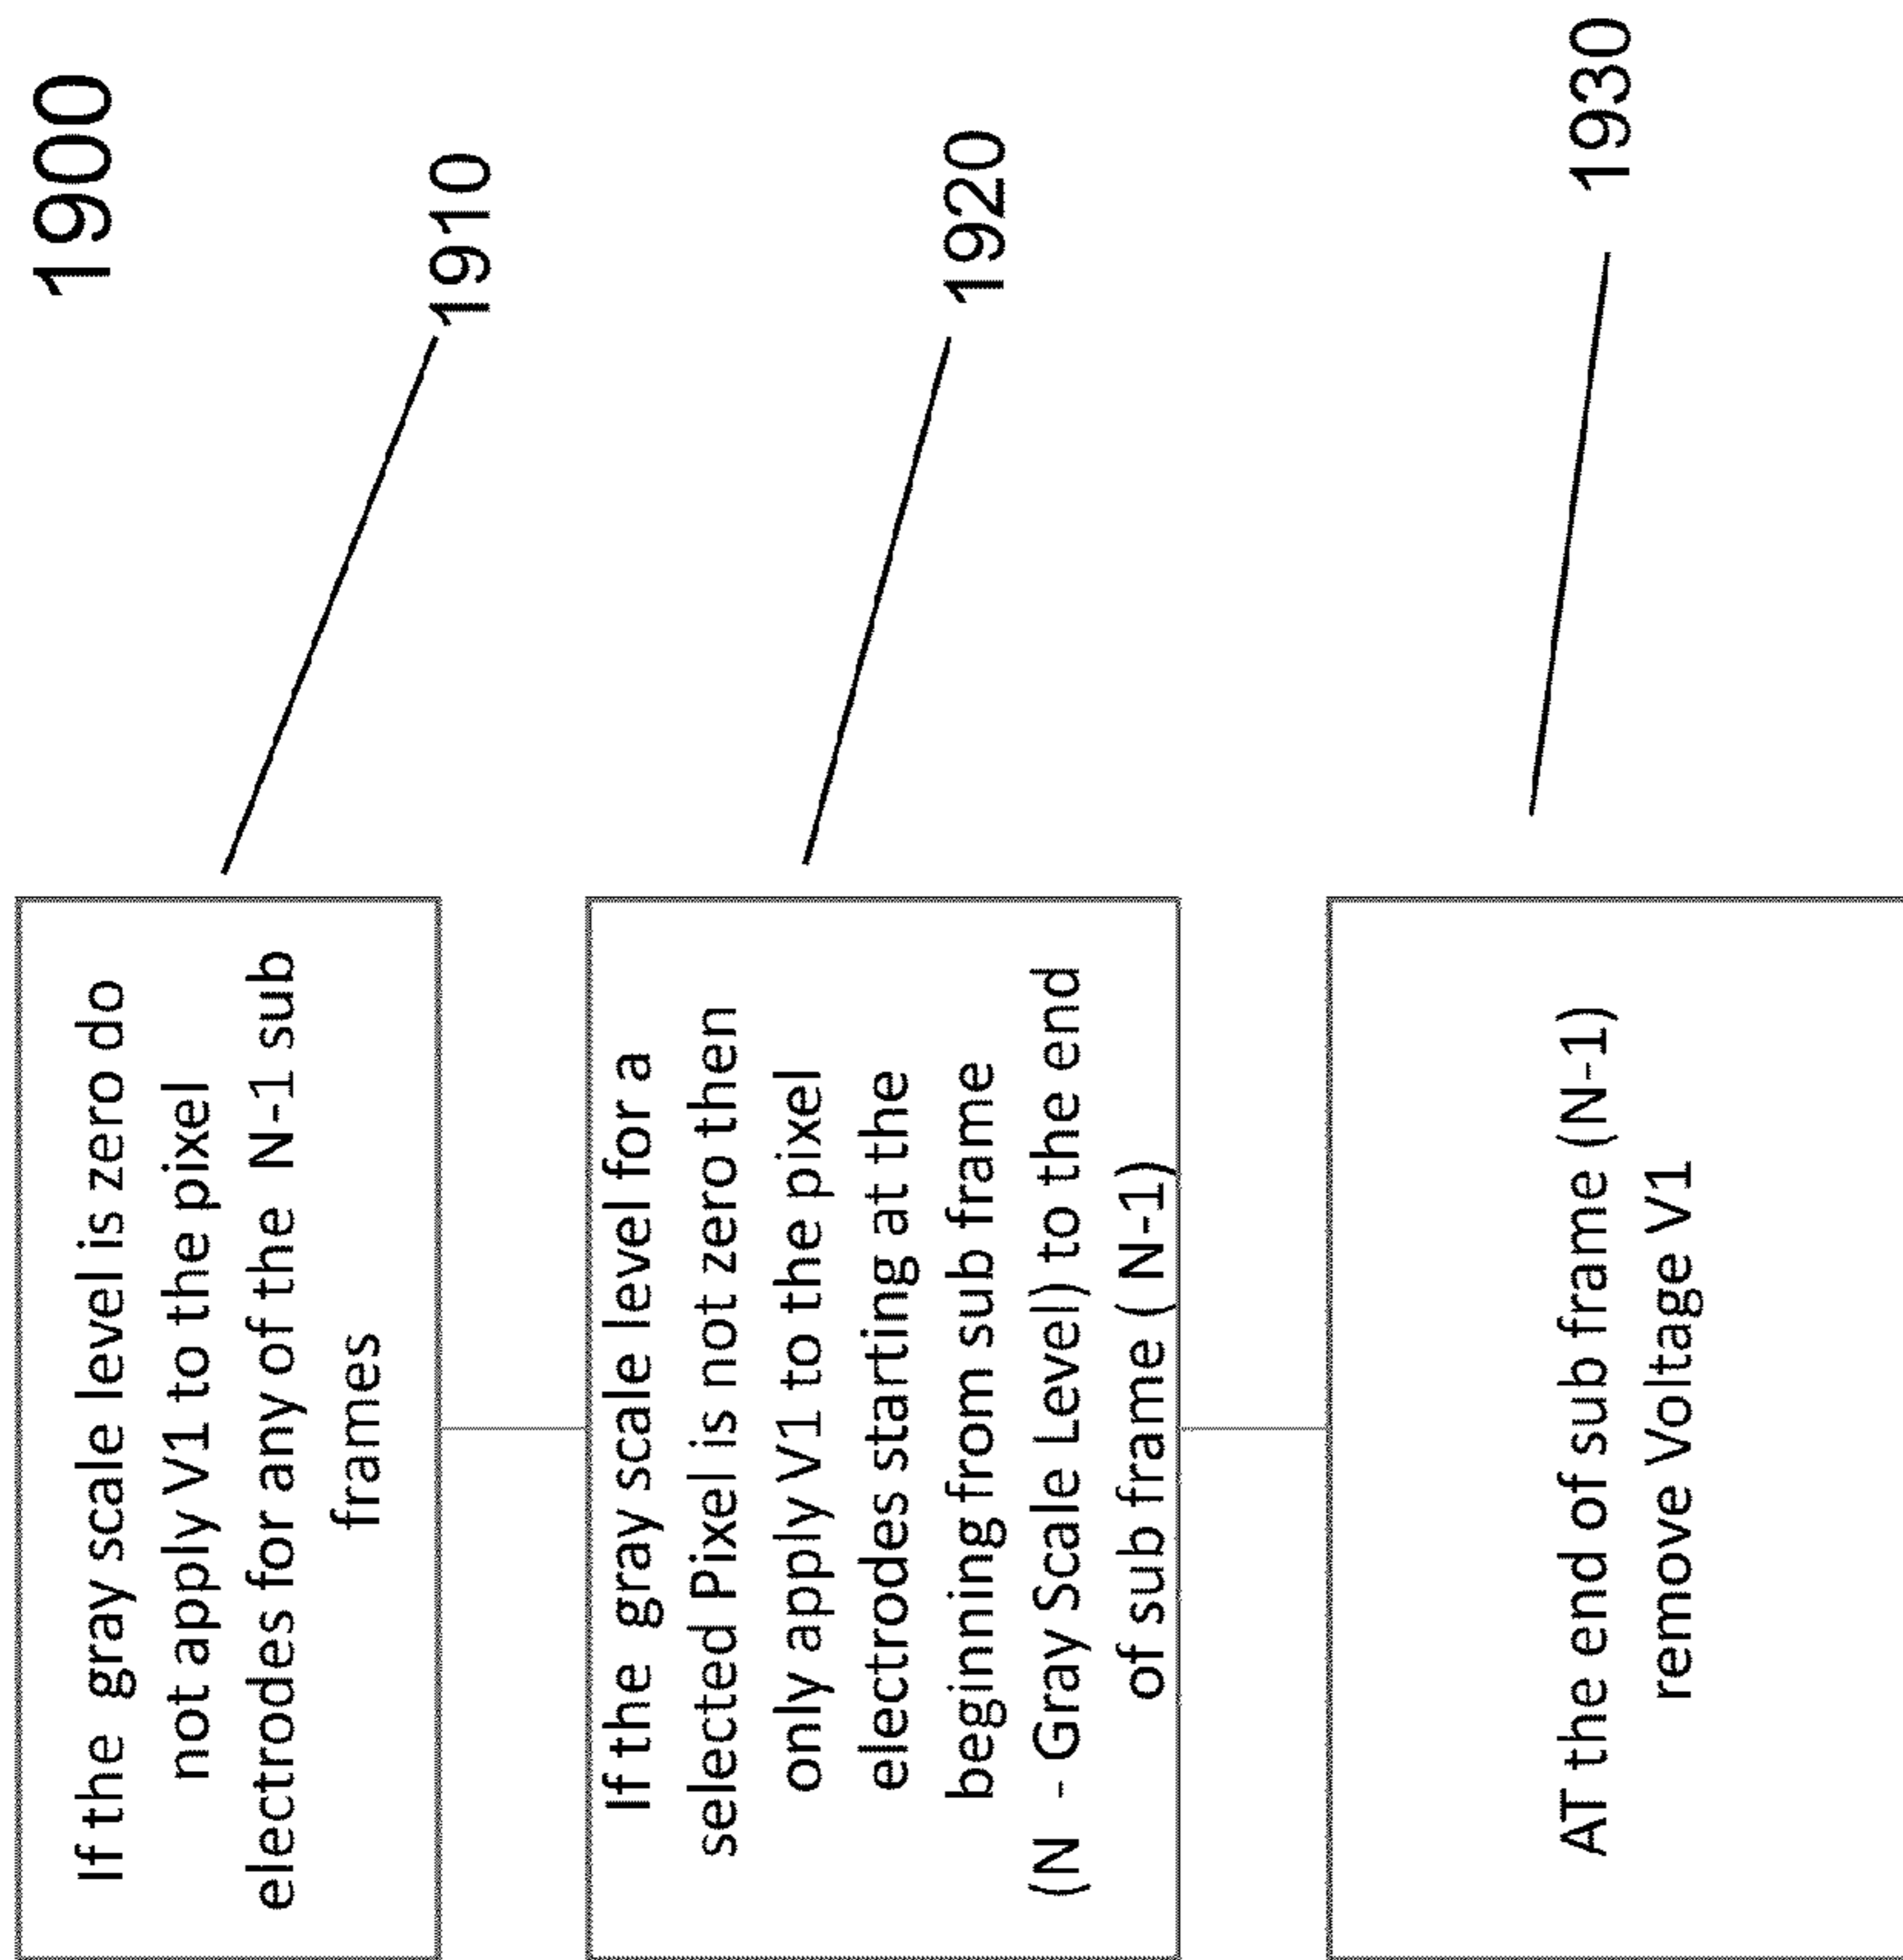 1900
If the gray scale level is zero do
not apply V1 to the pixel
electrodes for any of the N-1 sub
frames
1910
If the gray scale level for a
selected Pixel is not zero then
only apply V1 to the pixel
electrodes starting at the
beginning from sub frame
(N - Gray Scale Level) to the end
of sub frame ( N-1)
1920
AT the end of sub frame (N-1)
remove Voltage V1
1930